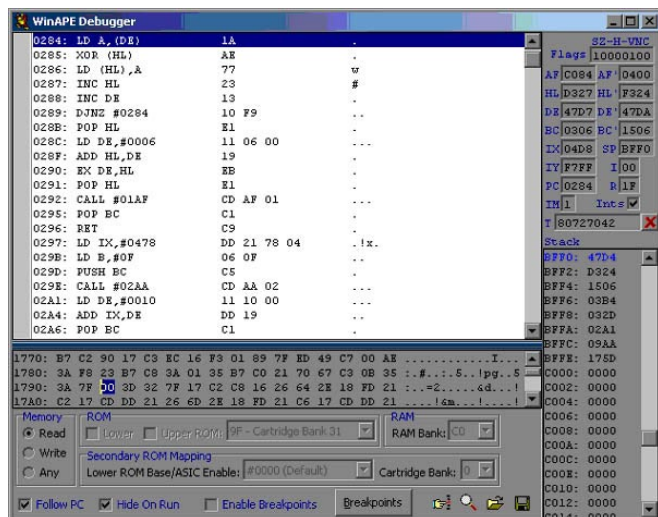 WinAPE Debugger
0284: LD A,(DE) 1A .
0285: XOR (HL) AE .
0286: LD (HL),A 77 w
0287: INC HL 23 #
0288: INC DE 13 .
0289: DJNZ #0284 10 F9 ..
028B: POP HL E1 .
028C: LD DE,#0006 11 06 00 ...
028F: ADD HL,DE 19 .
0290: EX DE,HL EB .
0291: POP HL E1 .
0292: CALL #01AF CD AF 01 ...
0295: POP BC C1 .
0296: RET C9 .
0297: LD IX,#0478 DD 21 78 04 .!x.
029B: LD B,#0F 06 0F ..
029D: PUSH BC C5 .
029E: CALL #02AA CD AA 02 ...
02A1: LD DE,#0010 11 10 00 ...
02A4: ADD IX,DE DD 19 ..
02A6: POP BC C1 .
SZ-H-VNC
Flags 10000100
AF C084 AF' 0400
HL D327 HL' F324
DE 47D7 DE' 47DA
BC 0306 BC' 1506
IX 04D8 SP BFF0
IY F7FF I 00
PC 0284 R 1F
IM 1 Ints
T 80727042
Stack
BFF0: 47D4
BFF2: D324
BFF4: 1506
BFF6: 03B4
BFF8: 032D
BFFA: 02A1
BFFC: 09AA
BFFE: 175D
C000: 0000
C002: 0000
C004: 0000
C006: 0000
C008: 0000
C00A: 0000
C00C: 0000
C00E: 0000
C010: 0000
C012: 0000
C014: 0000
1770: B7 C2 90 17 C3 EC 16 F3 01 89 7F ED 49 C7 00 AE ............I...
1780: 3A F8 23 B7 C8 3A 01 35 B7 C0 21 70 67 C3 0B 35 :.#..:.5..!pg..5
1790: 3A 7F 00 3D 32 7F 17 C2 C8 16 26 64 2E 18 FD 21 :..=2.....&d...!
17A0: C2 17 CD DD 21 26 6D 2E 18 FD 21 C6 17 CD DD 21 ....!&m...!....!
Memory
Read
Write
Any
ROM
Lower Upper ROM: 9F - Cartridge Bank 31
RAM
RAM Bank: C0
Secondary ROM Mapping
Lower ROM Base/ASIC Enable: #0000 (Default) Cartridge Bank: 0
Follow PC Hide On Run Enable Breakpoints Breakpoints